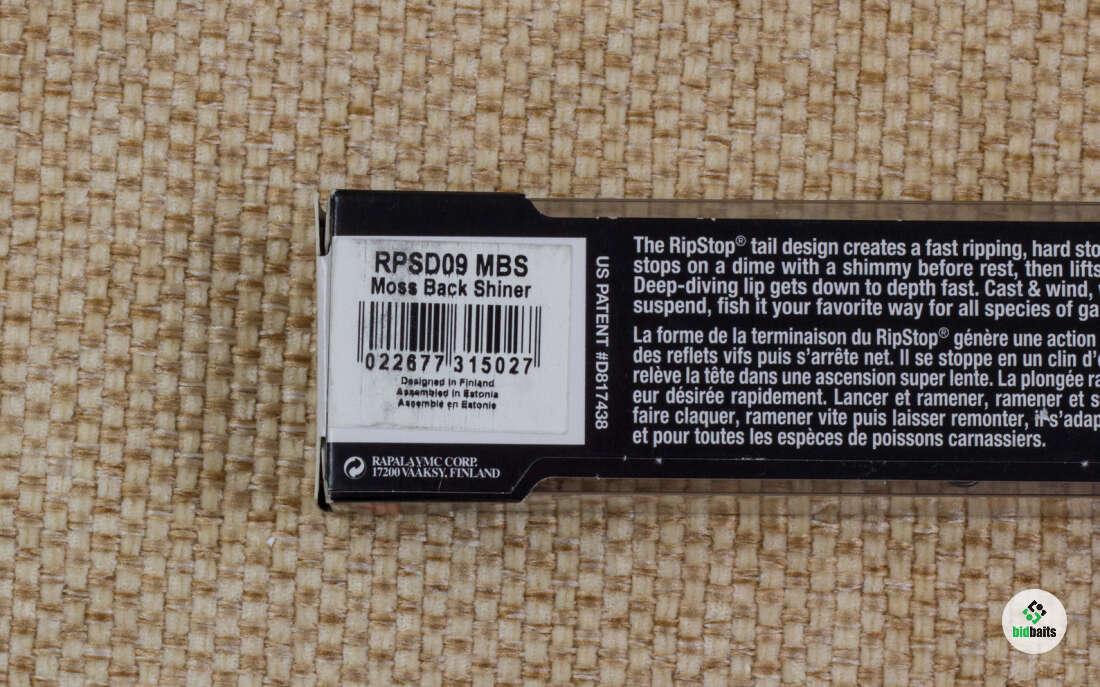 RPSD09 MBS
Moss Back Shiner
022677 315027
Designed in Finland
Assembled in Estonia
Assemblé en Estonie
RAPALA VMC CORP.
17200 VÄÄKSY, FINLAND
US PATENT #D817438
The RipStop® tail design creates a fast ripping, hard sto
stops on a dime with a shimmy before rest, then lifts
Deep-diving lip gets down to depth fast. Cast & wind,
suspend, fish it your favorite way for all species of ga
La forme de la terminaison du RipStop® génère une action
des reflets vifs puis s’arrête net. Il se stoppe en un clin d’
relève la tête dans une ascension super lente. La plongée ra
eur désirée rapidement. Lancer et ramener, ramener et s
faire claquer, ramener vite puis laisser remonter, il s’adap
et pour toutes les espèces de poissons carnassiers.
bidbaits